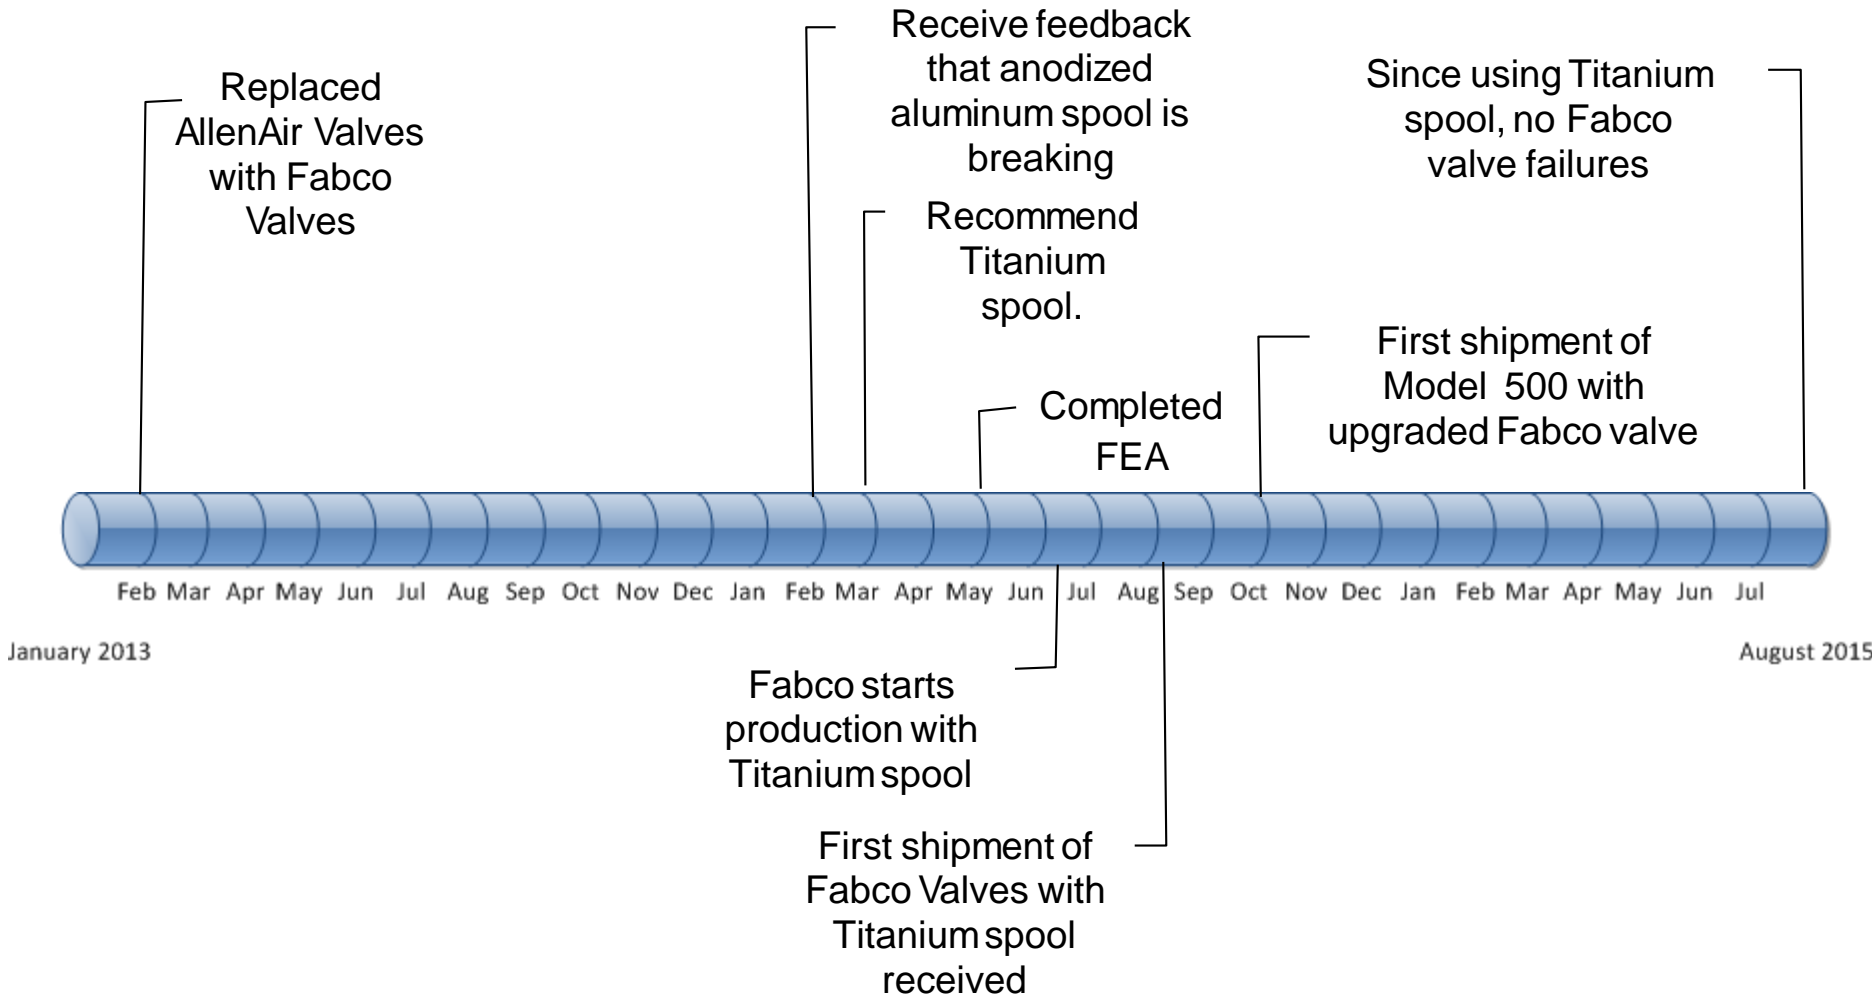 Replaced
AllenAir Valves
with Fabco
Valves
Receive feedback
that anodized
aluminum spool is
breaking
Recommend
Titanium
spool.
Completed
FEA
First shipment of
Model 500 with
upgraded Fabco valve
Since using Titanium
spool, no Fabco
valve failures
Feb Mar Apr May Jun Jul Aug Sep Oct Nov Dec Jan Feb Mar Apr May Jun Jul Aug Sep Oct Nov Dec Jan Feb Mar Apr May Jun Jul
January 2013
August 2015
Fabco starts
production with
Titanium spool
First shipment of
Fabco Valves with
Titanium spool
received